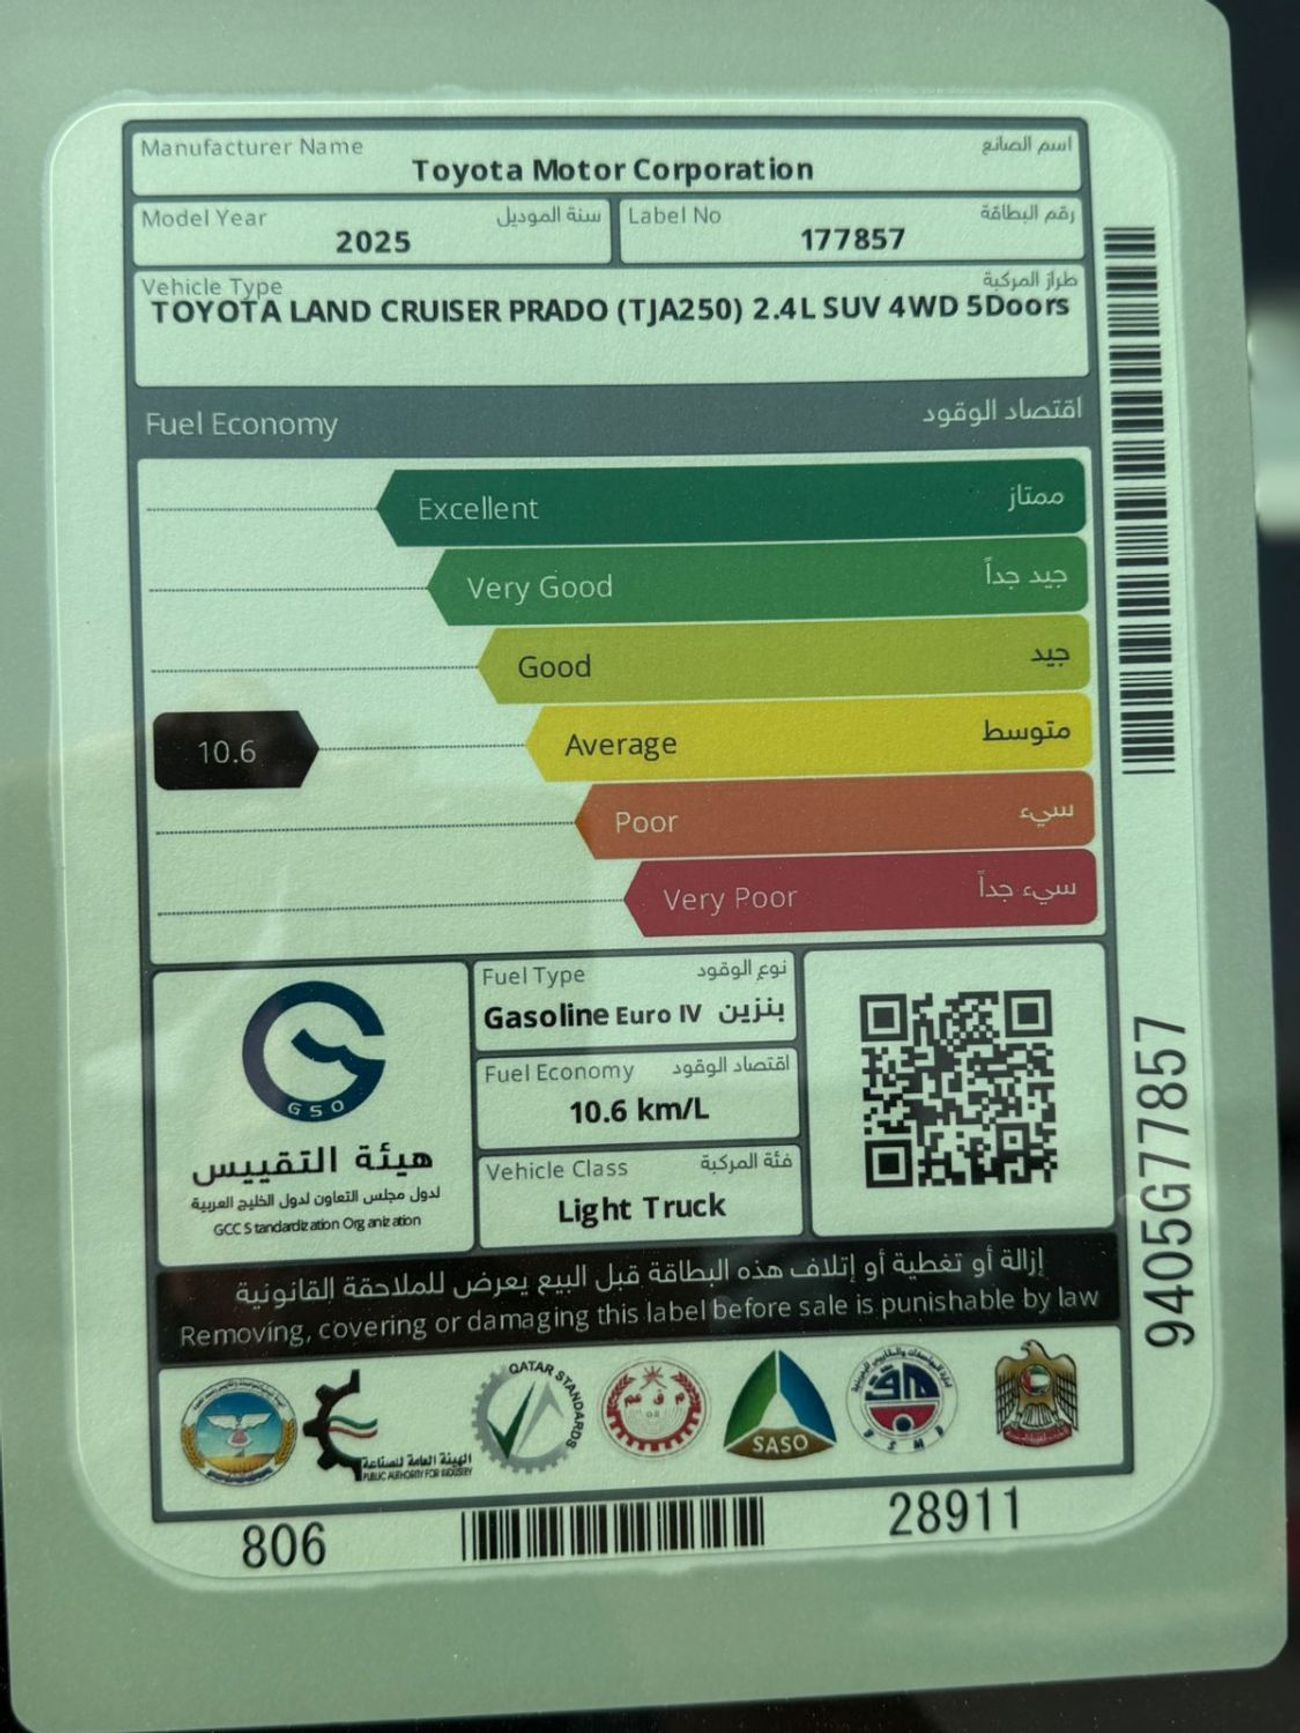 Manufacturer Name اسم الصانع
Toyota Motor Corporation
Model Year سنة الموديل Label No رقم البطاقة
2025 177857
Vehicle Type طراز المركبة
TOYOTA LAND CRUISER PRADO (TJA250) 2.4L SUV 4WD 5Doors
Fuel Economy اقتصاد الوقود
Excellent ممتاز
Very Good جيد جداً
Good جيد
10.6 Average متوسط
Poor سيء
Very Poor سيء جداً
Fuel Type نوع الوقود
Gasoline Euro IV بنزين
Fuel Economy اقتصاد الوقود
10.6 km/L
Vehicle Class فئة المركبة
Light Truck
GSO
هيئة التقييس
لدول مجلس التعاون لدول الخليج العربية
GCC Standardization Organization
إزالة أو تغطية أو إتلاف هذه البطاقة قبل البيع يعرض للملاحقة القانونية
Removing, covering or damaging this label before sale is punishable by law
الهيئة العامة للصناعة
PUBLIC AUTHORITY FOR INDUSTRY
QATAR STANDARDS
SASO
BSMD
806
28911
9405G77857